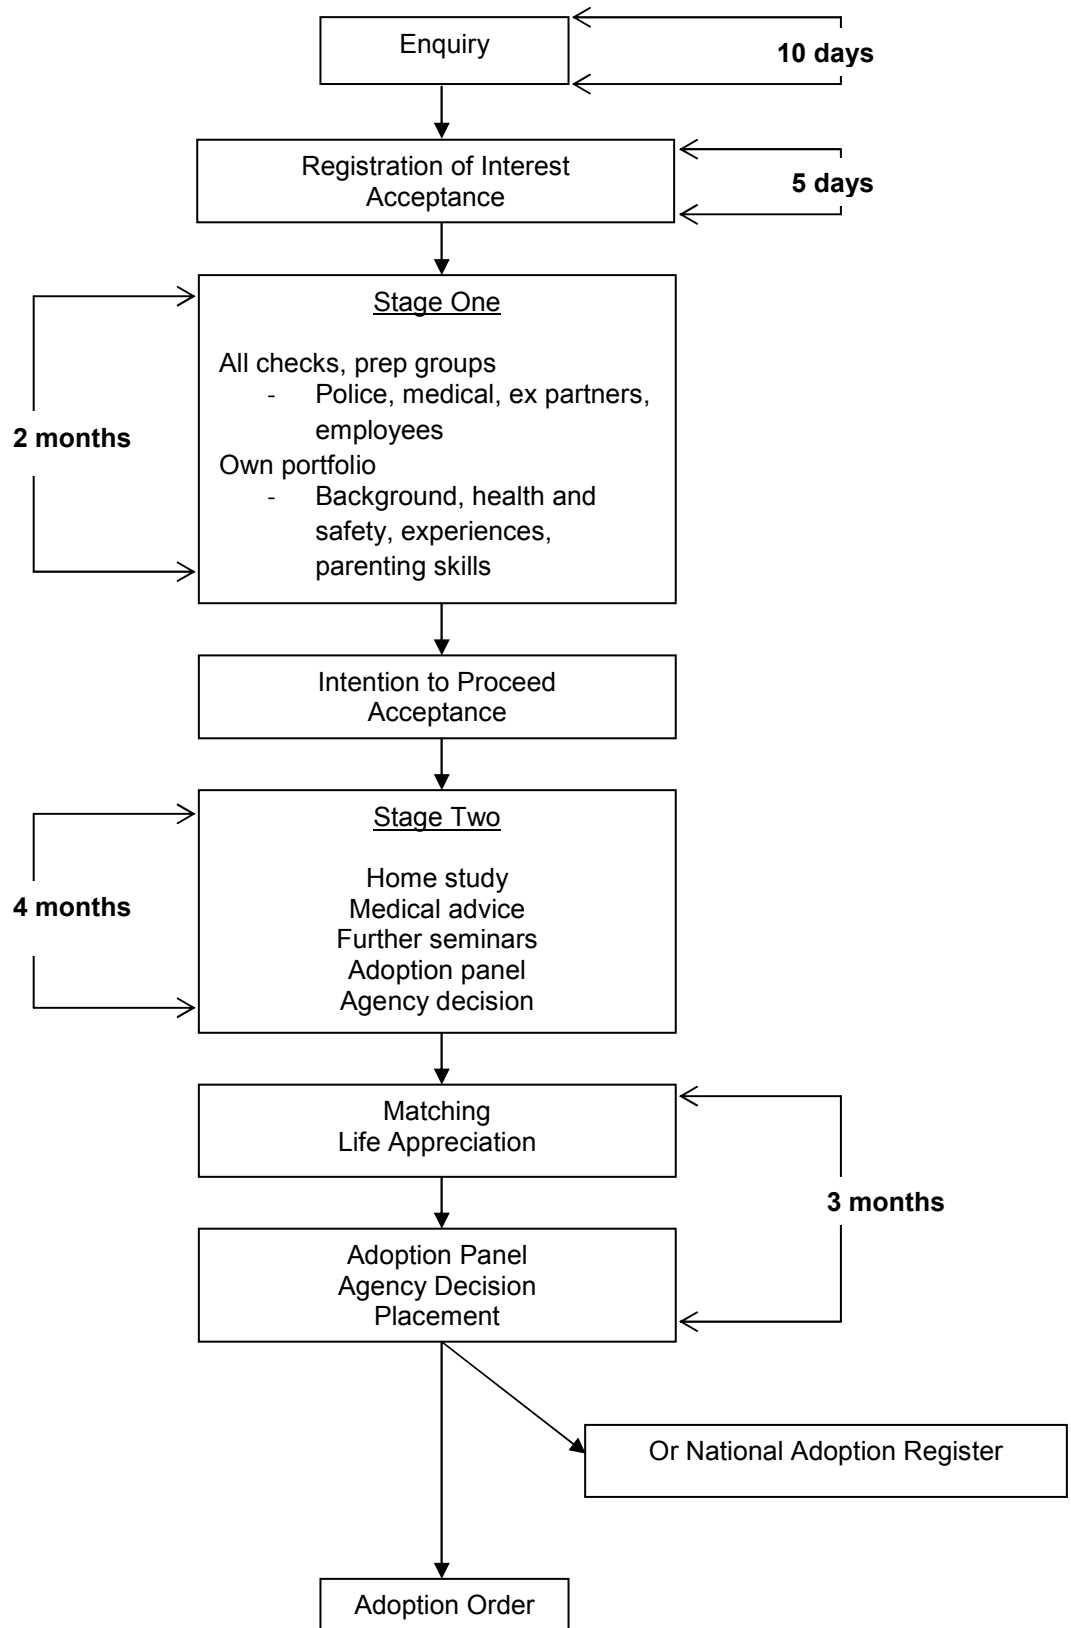 Enquiry
10 days
Registration of Interest
Acceptance
5 days
Stage One
All checks, prep groups
- Police, medical, ex partners,
employees
Own portfolio
- Background, health and
safety, experiences,
parenting skills
2 months
Intention to Proceed
Acceptance
Stage Two
Home study
Medical advice
Further seminars
Adoption panel
Agency decision
4 months
Matching
Life Appreciation
3 months
Adoption Panel
Agency Decision
Placement
Or National Adoption Register
Adoption Order